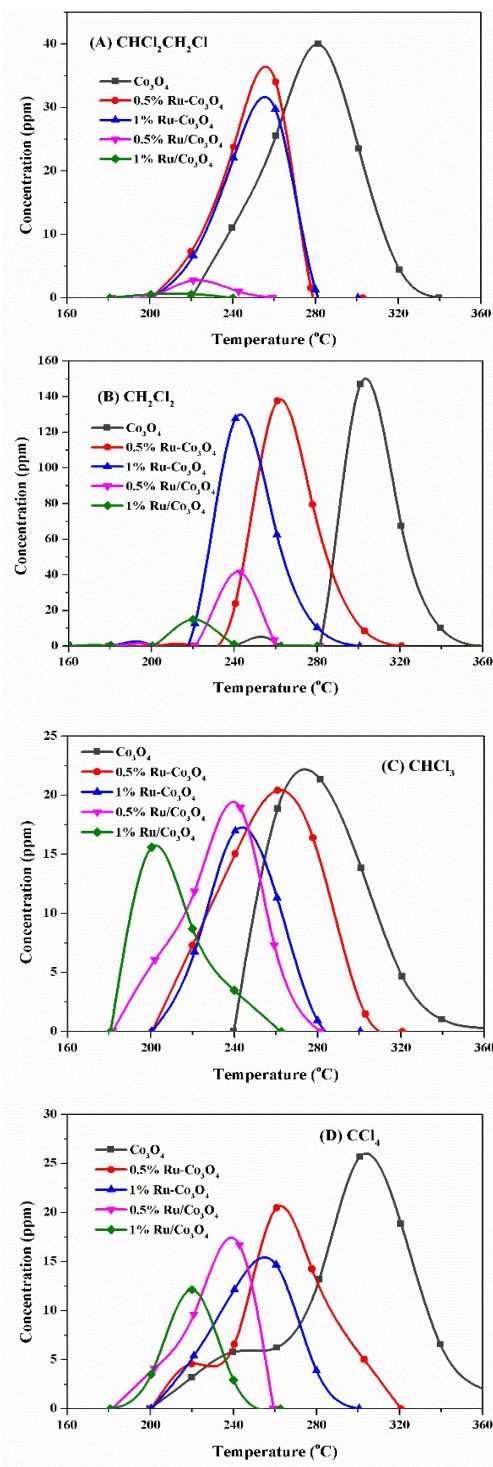 (A) CHCl₂CH₂Cl
Co₃O₄
0.5% Ru-Co₃O₄
1% Ru-Co₃O₄
0.5% Ru/Co₃O₄
1% Ru/Co₃O₄
Concentration (ppm)
40
30
20
10
0
160 200 240 280 320 360
Temperature (°C)
(B) CH₂Cl₂
Co₃O₄
0.5% Ru-Co₃O₄
1% Ru-Co₃O₄
0.5% Ru/Co₃O₄
1% Ru/Co₃O₄
Concentration (ppm)
160
140
120
100
80
60
40
20
0
160 200 240 280 320 360
Temperature (°C)
(C) CHCl₃
Co₃O₄
0.5% Ru-Co₃O₄
1% Ru-Co₃O₄
0.5% Ru/Co₃O₄
1% Ru/Co₃O₄
Concentration (ppm)
25
20
15
10
5
0
160 200 240 280 320 360
Temperature (°C)
(D) CCl₄
Co₃O₄
0.5% Ru-Co₃O₄
1% Ru-Co₃O₄
0.5% Ru/Co₃O₄
1% Ru/Co₃O₄
Concentration (ppm)
30
25
20
15
10
5
0
160 200 240 280 320 360
Temperature (°C)